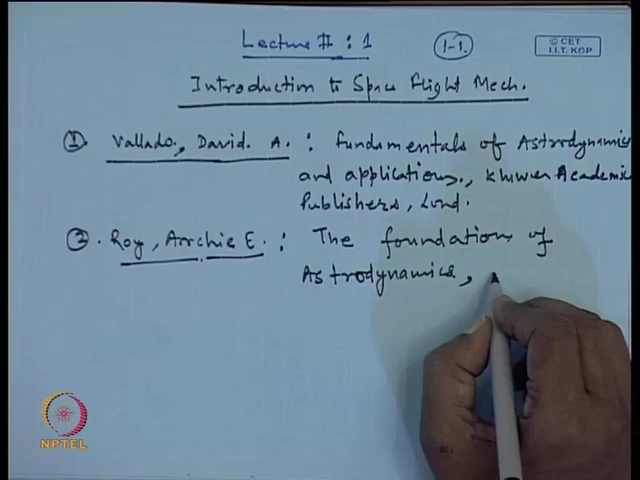 Lecture # : 1
1-1.
© CET
I.I.T. KGP
Introduction to Space Flight Mech.
1. Vallado, David. A. : Fundamentals of Astrodynamics
and applications, Kluwer Academic
Publishers, Lond.
2. Roy, Archie E. : The foundation of
Astrodynamics,
NPTEL